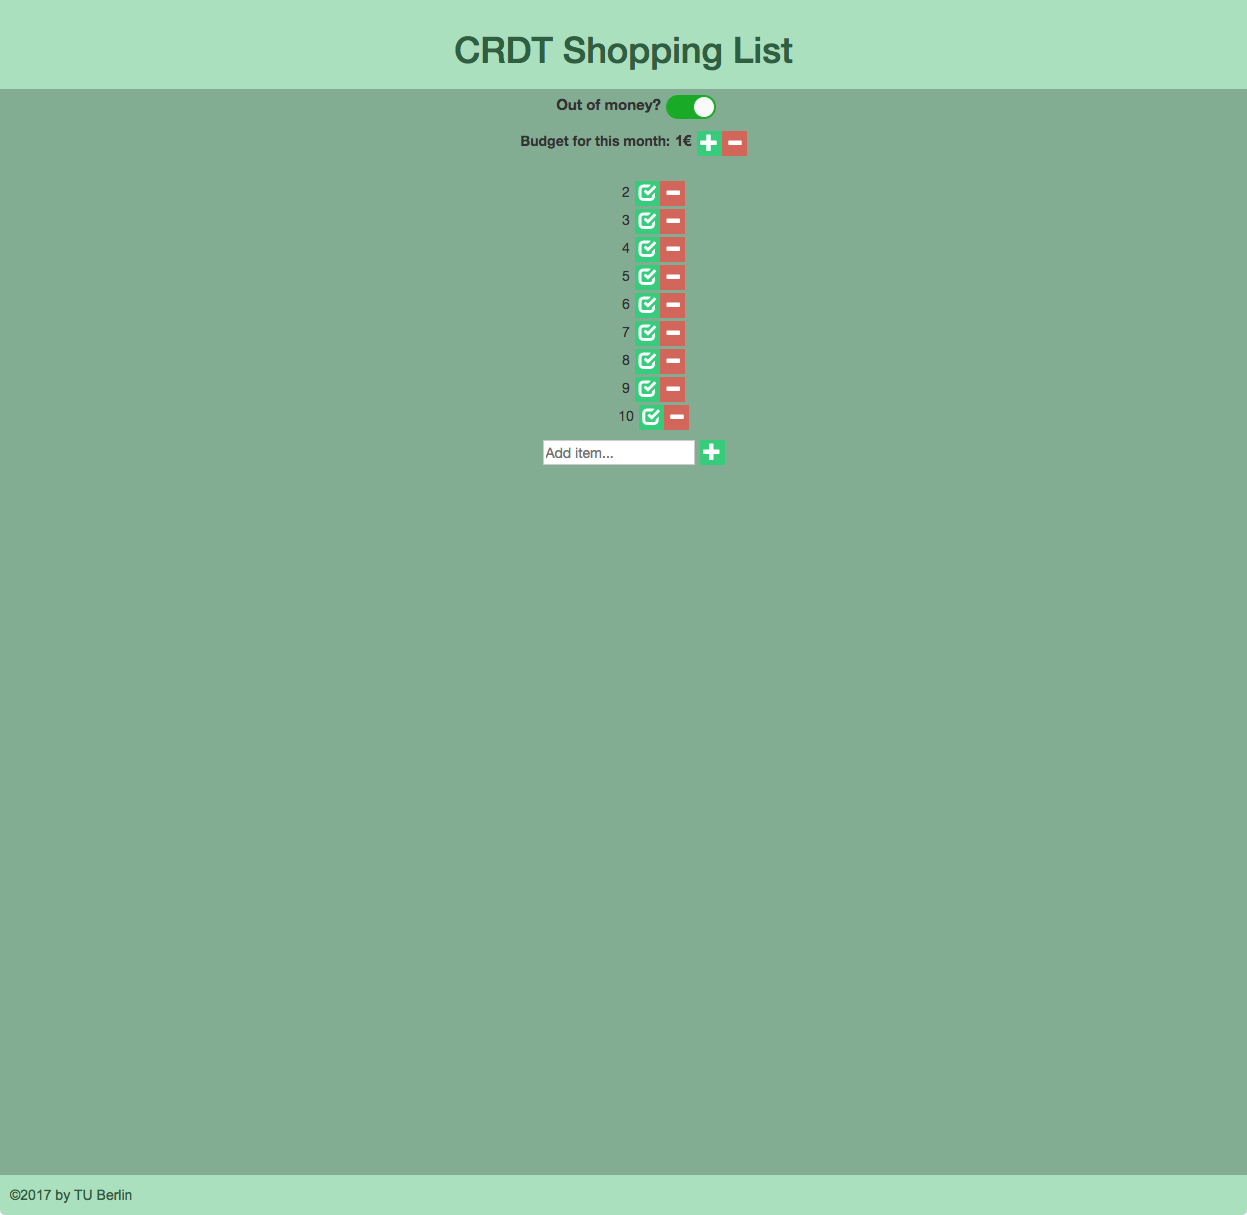 CRDT Shopping List
Out of money?
Budget for this month: 1€
2
3
4
5
6
7
8
9
10
Add item...
©2017 by TU Berlin